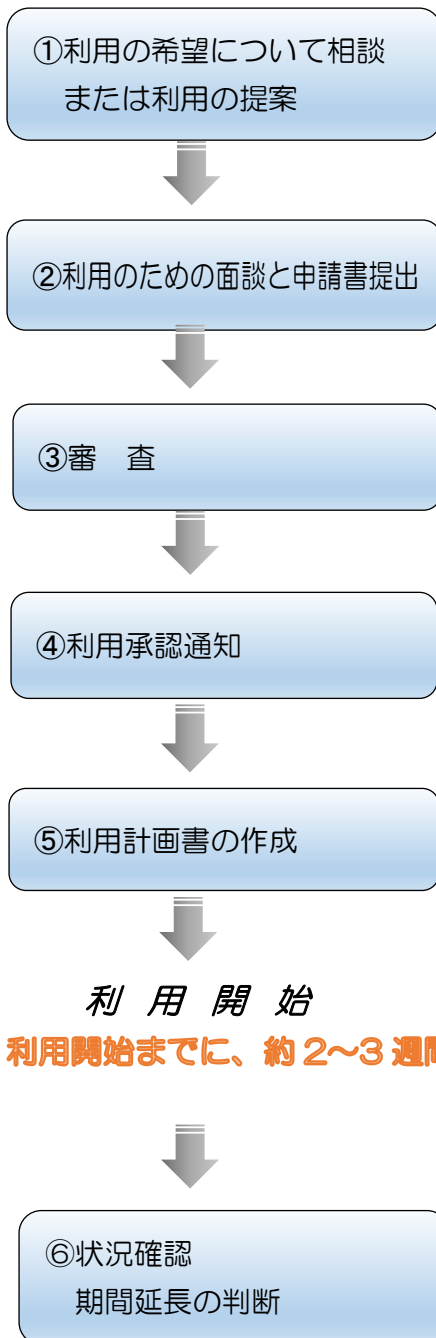 ①利用の希望について相談
または利用の提案
②利用のための面談と申請書提出
③審　査
④利用承認通知
⑤利用計画書の作成
利　用　開　始
利用開始までに、約2～3週間
⑥状況確認
期間延長の判断